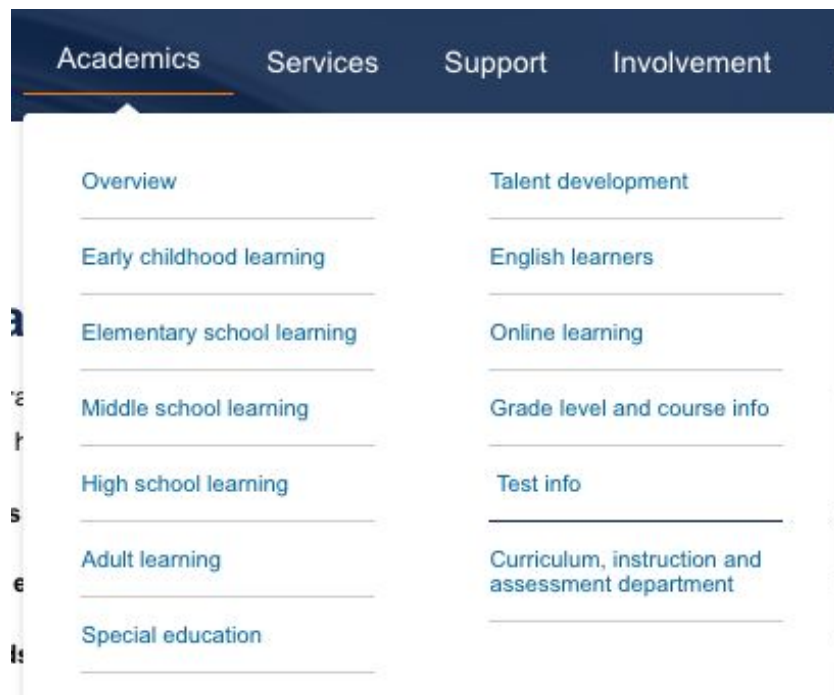 Academics Services Support Involvement
Overview
Early childhood learning
Elementary school learning
Middle school learning
High school learning
Adult learning
Special education
Talent development
English learners
Online learning
Grade level and course info
Test info
Curriculum, instruction and
assessment department